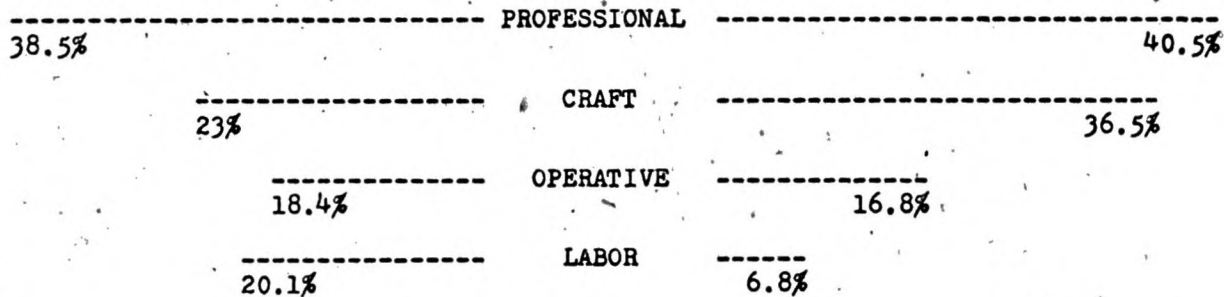 PROFESSIONAL
38.5% 40.5%
CRAFT
23% 36.5%
OPERATIVE
18.4% 16.8%
LABOR
20.1% 6.8%